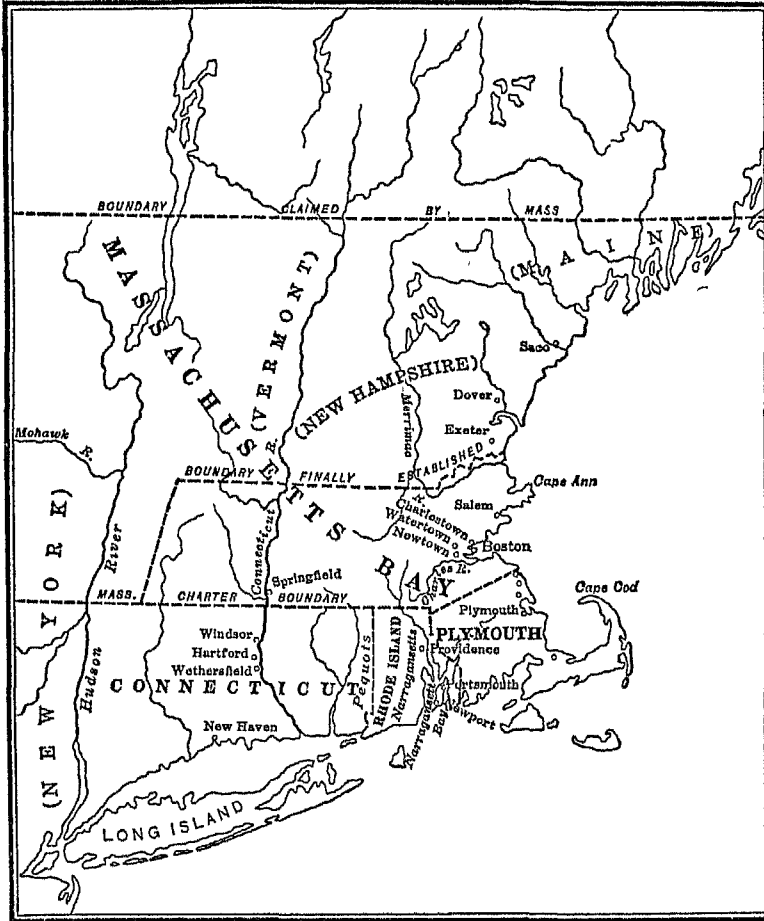 BOUNDARY CLAIMED BY MASS
MASSACHUSETTS BAY
(VERMONT)
(MAINE)
(NEW HAMPSHIRE)
Saco
Dover
Exeter
Merrimac R.
Mohawk R.
BOUNDARY FINALLY ESTABLISHED
Cape Ann
Salem
Charlestown
Watertown
Newtown
Boston
Charles R.
Connecticut R.
Springfield
MASS. CHARTER BOUNDARY
Cape Cod
Plymouth
PLYMOUTH
Windsor
Hartford
Wethersfield
CONNECTICUT
Pequots
RHODE ISLAND
Narragansetts
Providence
Portsmouth
Newport
Narragansett Bay
New Haven
Hudson River
(NEW YORK)
LONG ISLAND